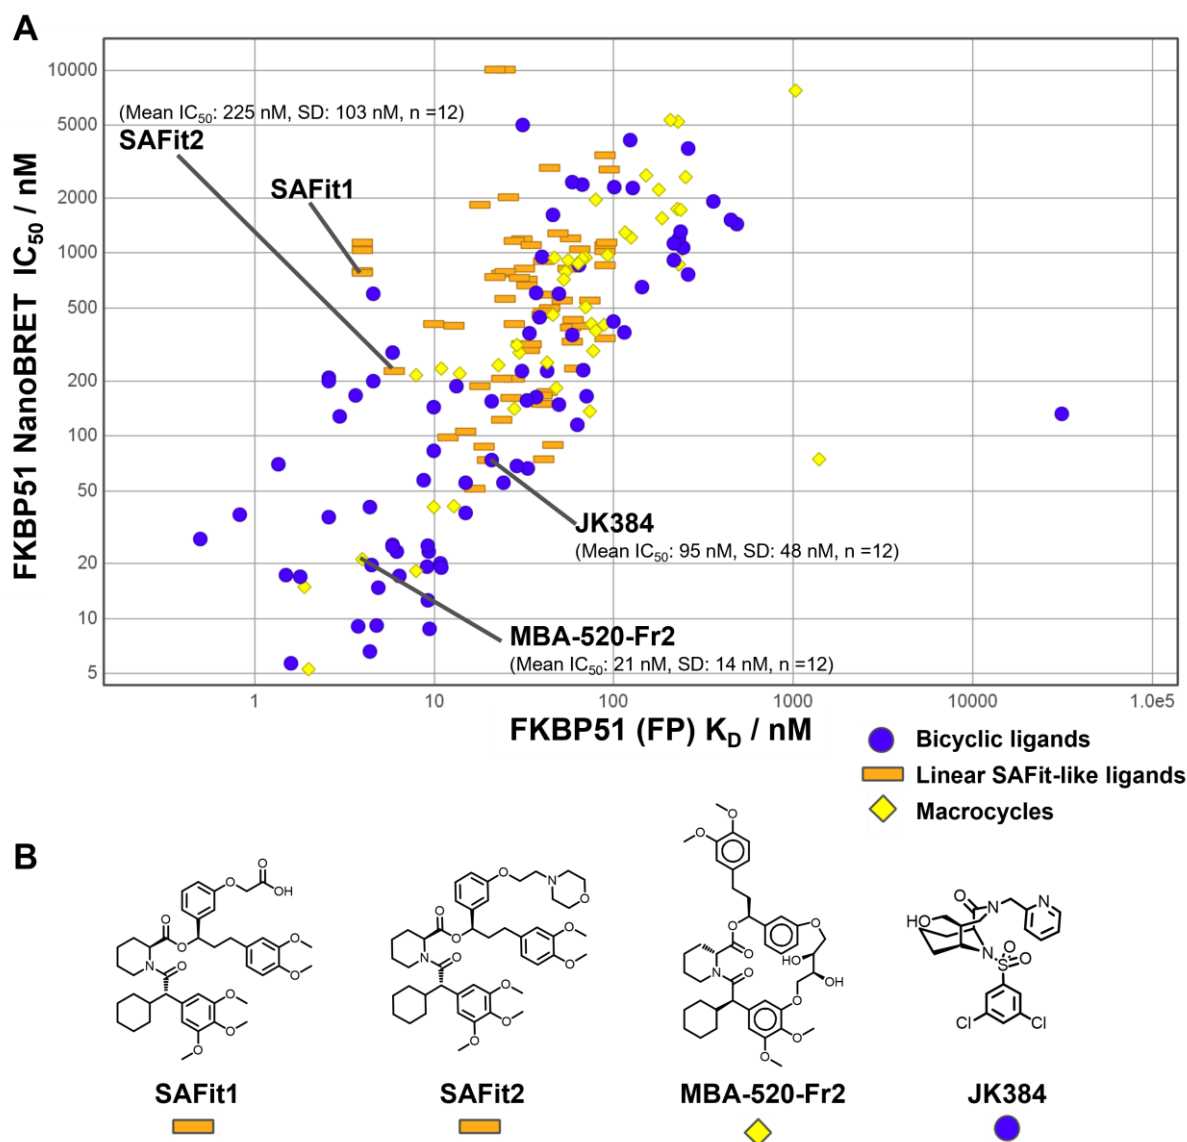 A
10000
5000
2000
1000
500
200
100
50
20
10
5
FKBP51 NanoBRET IC50 / nM
(Mean IC50: 225 nM, SD: 103 nM, n =12)
SAFit2
SAFit1
JK384
(Mean IC50: 95 nM, SD: 48 nM, n =12)
MBA-520-Fr2
(Mean IC50: 21 nM, SD: 14 nM, n =12)
1 10 100 1000 10000 1.0e5
FKBP51 (FP) KD / nM
Bicyclic ligands
Linear SAFit-like ligands
Macrocycles
B
O
O
OH
O
O
N
O
O
O
O
O
O
O
N
O
O
O
N
O
O
O
O
O
O
O
O
O
O
O
O
N
O
HO
OH
O
O
O
O
N
N
HO
N
S
O
O
Cl
Cl
SAFit1 SAFit2 MBA-520-Fr2 JK384